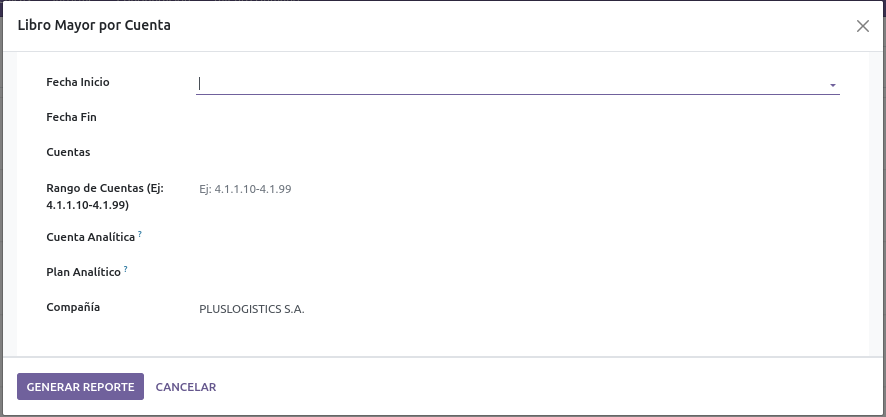 Libro Mayor por Cuenta
Fecha Inicio
Fecha Fin
Cuentas
Rango de Cuentas (Ej:
4.1.1.10-4.1.99)
Ej: 4.1.1.10-4.1.99
Cuenta Analítica ?
Plan Analítico ?
Compañía
PLUSLOGISTICS S.A.
GENERAR REPORTE
CANCELAR